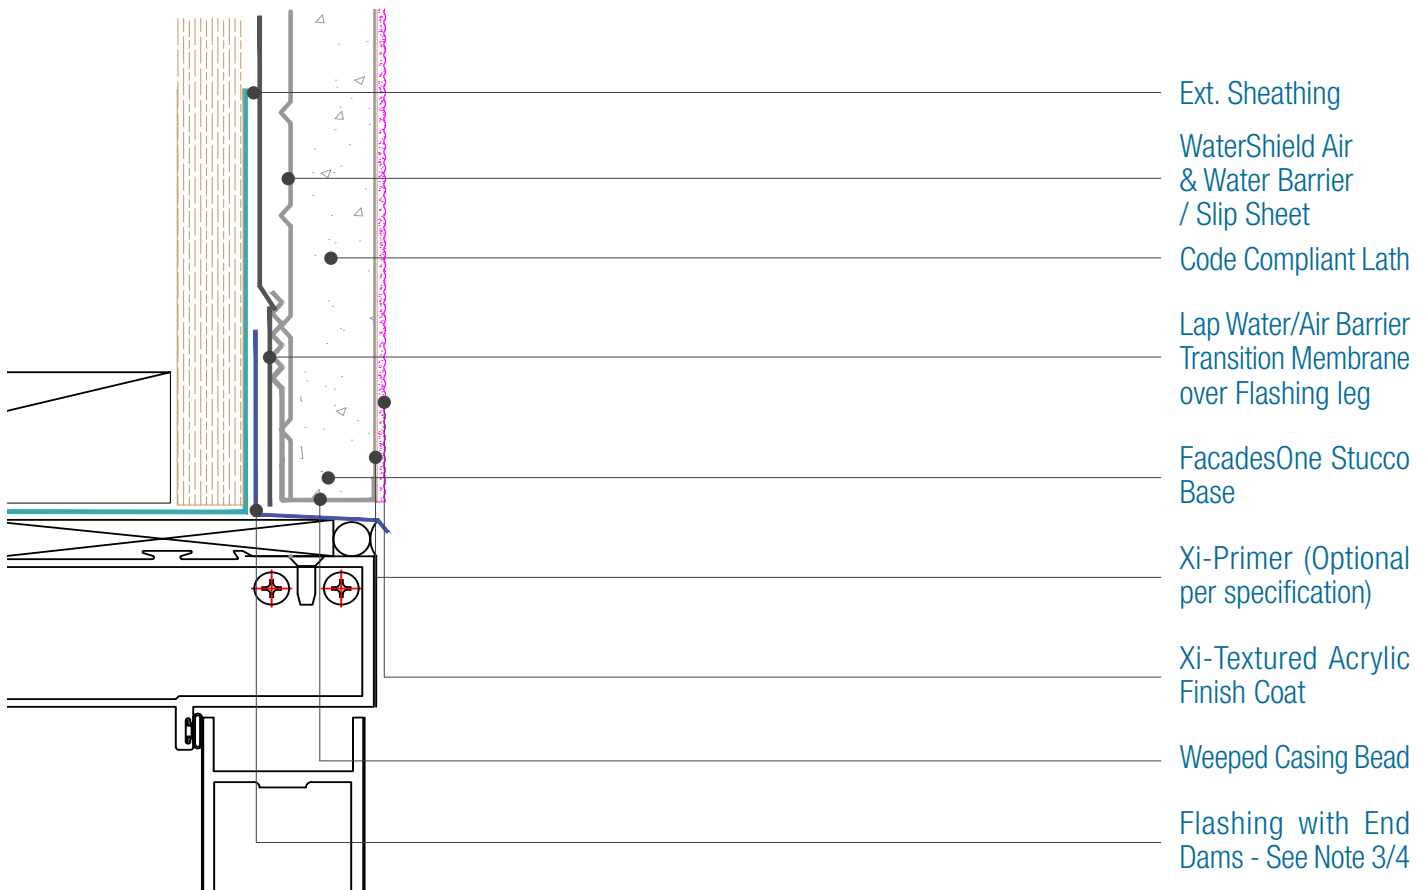 Ext. Sheathing
WaterShield Air
& Water Barrier
/ Slip Sheet
Code Compliant Lath
Lap Water/Air Barrier
Transition Membrane
over Flashing leg
FacadesOne Stucco
Base
Xi-Primer (Optional
per specification)
Xi-Textured Acrylic
Finish Coat
Weeped Casing Bead
Flashing with End
Dams - See Note 3/4